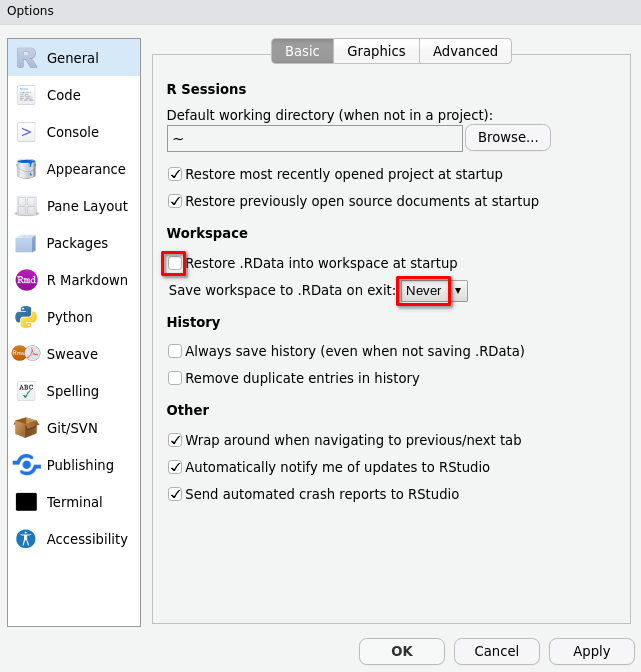 Options
General
Code
Console
Appearance
Pane Layout
Packages
R Markdown
Python
Sweave
Spelling
Git/SVN
Publishing
Terminal
Accessibility
Basic
Graphics
Advanced
R Sessions
Default working directory (when not in a project):
~
Browse...
Restore most recently opened project at startup
Restore previously open source documents at startup
Workspace
Restore .RData into workspace at startup
Save workspace to .RData on exit: Never
History
Always save history (even when not saving .RData)
Remove duplicate entries in history
Other
Wrap around when navigating to previous/next tab
Automatically notify me of updates to RStudio
Send automated crash reports to RStudio
OK
Cancel
Apply